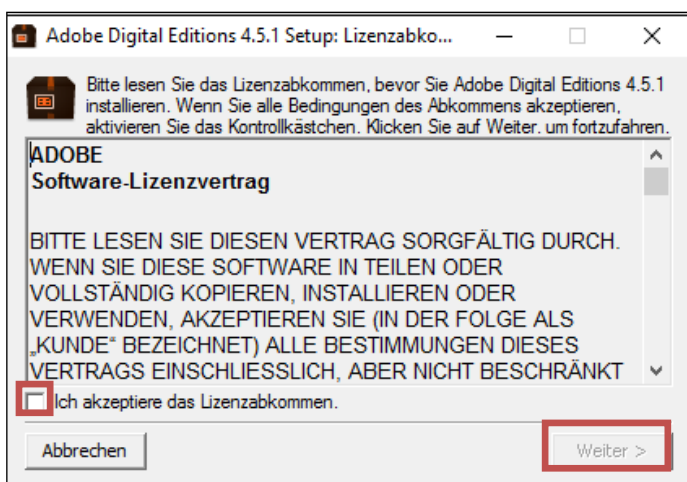 Adobe Digital Editions 4.5.1 Setup: Lizenzabko...
Bitte lesen Sie das Lizenzabkommen, bevor Sie Adobe Digital Editions 4.5.1
installieren. Wenn Sie alle Bedingungen des Abkommens akzeptieren,
aktivieren Sie das Kontrollkästchen. Klicken Sie auf Weiter. um fortzufahren.
ADOBE
Software-Lizenzvertrag
BITTE LESEN SIE DIESEN VERTRAG SORGFÄLTIG DURCH.
WENN SIE DIESE SOFTWARE IN TEILEN ODER
VOLLSTÄNDIG KOPIEREN, INSTALLIEREN ODER
VERWENDEN, AKZEPTIEREN SIE (IN DER FOLGE ALS
„KUNDE“ BEZEICHNET) ALLE BESTIMMUNGEN DIESES
VERTRAGS EINSCHLIESSLICH, ABER NICHT BESCHRÄNKT
Ich akzeptiere das Lizenzabkommen.
Abbrechen
Weiter >